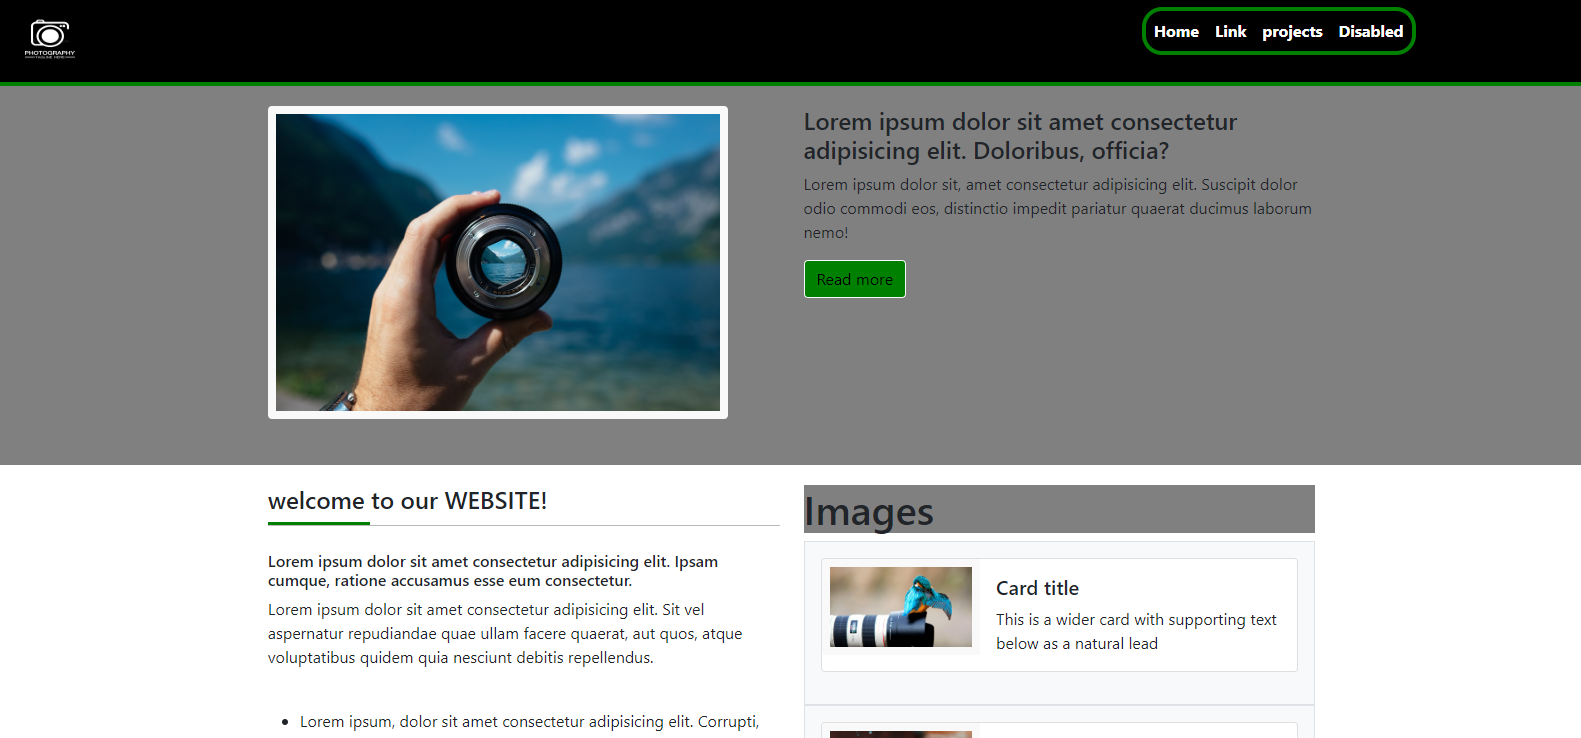 PHOTOGRAPHY
TAGLINE HERE
Home Link projects Disabled
Lorem ipsum dolor sit amet consectetur
adipisicing elit. Doloribus, officia?
Lorem ipsum dolor sit, amet consectetur adipisicing elit. Suscipit dolor
odio commodi eos, distinctio impedit pariatur quaerat ducimus laborum
nemo!
Read more
welcome to our WEBSITE!
Lorem ipsum dolor sit amet consectetur adipisicing elit. Ipsam
cumque, ratione accusamus esse eum consectetur.
Lorem ipsum dolor sit amet consectetur adipisicing elit. Sit vel
aspernatur repudiandae quae ullam facere quaerat, aut quos, atque
voluptatibus quidem quia nesciunt debitis repellendus.
• Lorem ipsum, dolor sit amet consectetur adipisicing elit. Corrupti,
Images
Card title
This is a wider card with supporting text
below as a natural lead